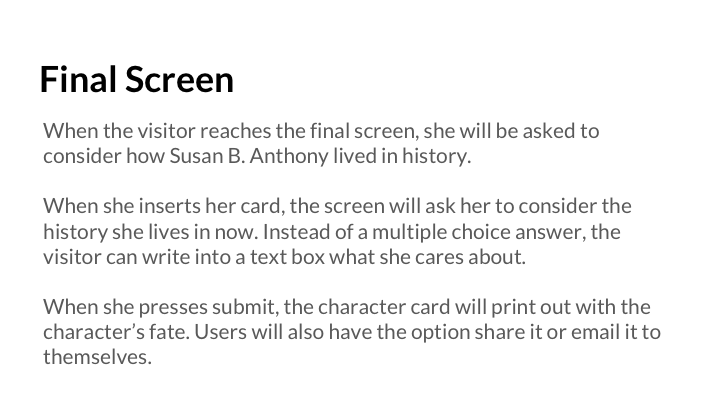 Final Screen
When the visitor reaches the final screen, she will be asked to
consider how Susan B. Anthony lived in history.
When she inserts her card, the screen will ask her to consider the
history she lives in now. Instead of a multiple choice answer, the
visitor can write into a text box what she cares about.
When she presses submit, the character card will print out with the
character’s fate. Users will also have the option share it or email it to
themselves.